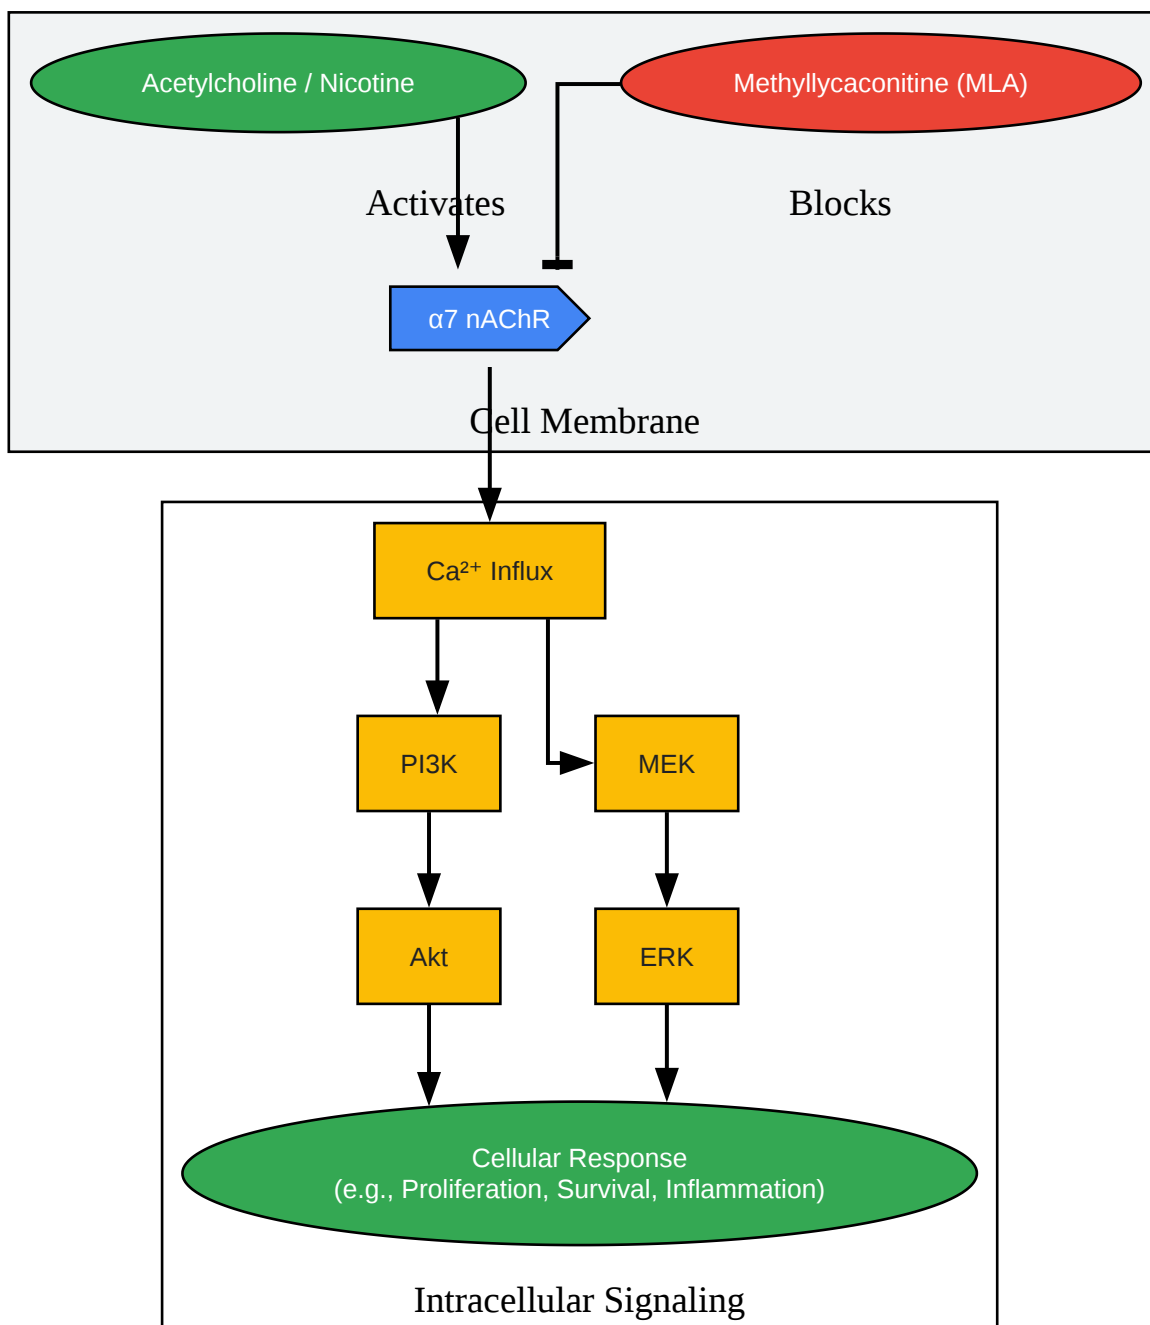 Acetylcholine / Nicotine
Methyllycaconitine (MLA)
Activates
Blocks
α7 nAChR
Cell Membrane
Ca²⁺ Influx
PI3K
MEK
Akt
ERK
Cellular Response
(e.g., Proliferation, Survival, Inflammation)
Intracellular Signaling